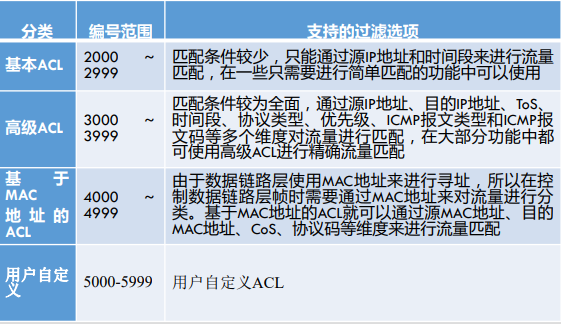 分类 编号范围 支持的过滤选项
基本ACL
2000 ~
2999
匹配条件较少，只能通过源IP地址和时间段来进行流量
匹配，在一些只需要进行简单匹配的功能中可以使用
高级ACL
3000 ~
3999
匹配条件较为全面，通过源IP地址、目的IP地址、ToS、
时间段、协议类型、优先级、ICMP报文类型和ICMP报
文码等多个维度对流量进行匹配，在大部分功能中都
可使用高级ACL进行精确流量匹配
基 于
MAC
地址的
ACL
4000 ~
4999
由于数据链路层使用MAC地址来进行寻址，所以在控
制数据链路层帧时需要通过MAC地址来对流量进行分
类。基于MAC地址的ACL就可以通过源MAC地址、目的
MAC地址、CoS、协议码等维度来进行流量匹配
用户自定
义
5000-5999
用户自定义ACL